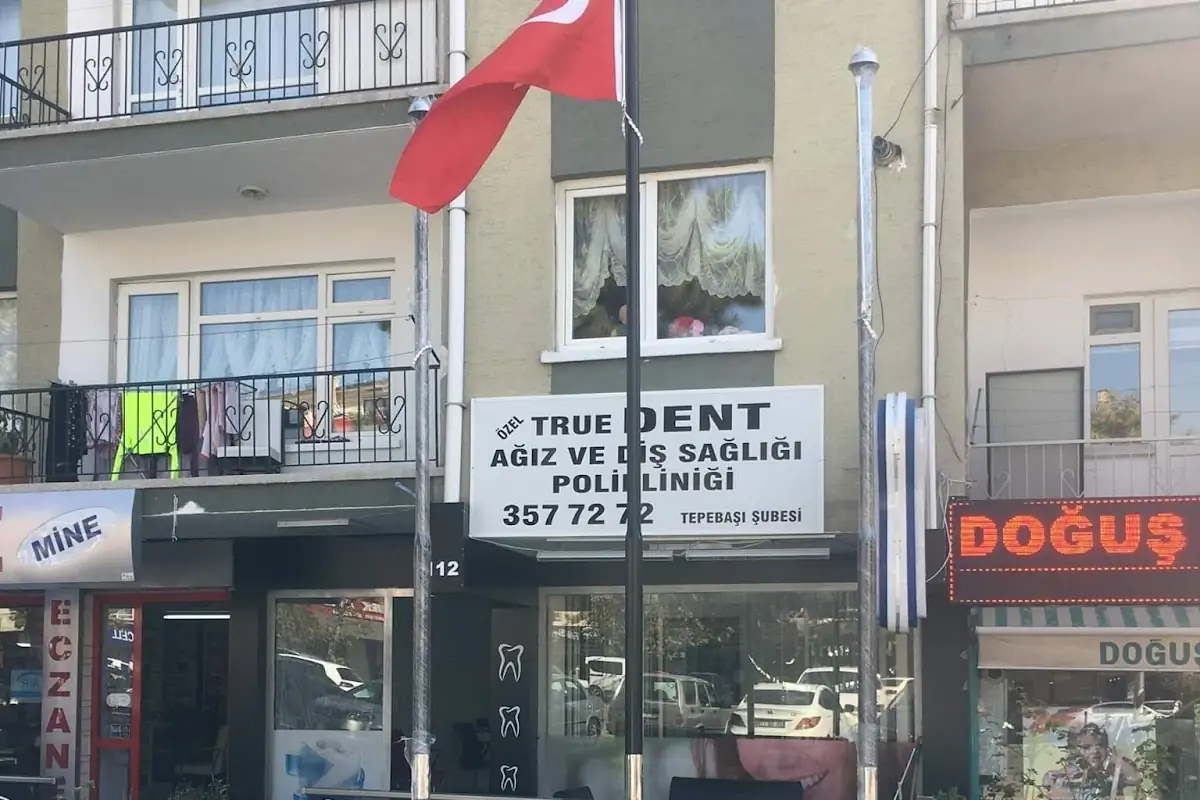 ÖZEL TRUE DENT
AĞIZ VE DİŞ SAĞLIĞI
POLİKLİNİĞİ
357 72 72 TEPEBAŞI ŞUBESİ
MİNE
ECZANE
112
DOĞUŞ
DOĞUŞ